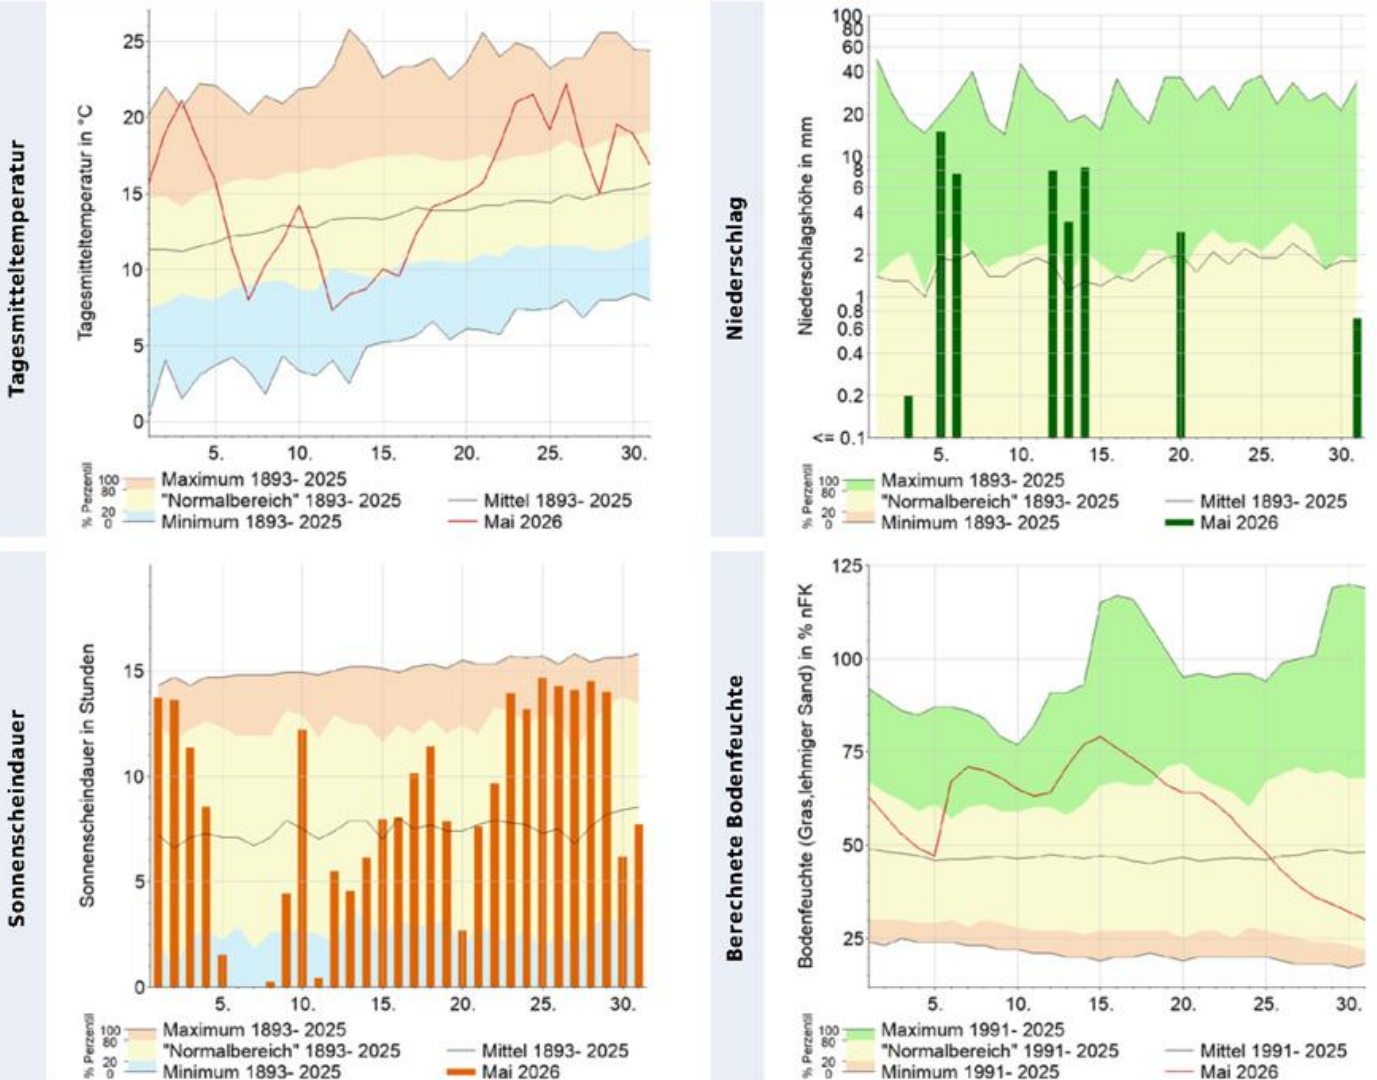 Tagesmitteltemperatur
Tagesmitteltemperatur in °C
25
20
15
10
5
0
5. 10. 15. 20. 25. 30.
% Perzentil
100
80
20
0
Maximum 1893- 2025
"Normalbereich" 1893- 2025
Minimum 1893- 2025
Mittel 1893- 2025
Mai 2026
Niederschlag
Niederschlagshöhe in mm
100
80
60
40
20
10
8
6
4
2
1
0.8
0.6
0.4
0.2
<= 0.1
5. 10. 15. 20. 25. 30.
% Perzentil
100
80
20
0
Maximum 1893- 2025
"Normalbereich" 1893- 2025
Minimum 1893- 2025
Mittel 1893- 2025
Mai 2026
Sonnenscheindauer
Sonnenscheindauer in Stunden
15
10
5
0
5. 10. 15. 20. 25. 30.
% Perzentil
100
80
20
0
Maximum 1893- 2025
"Normalbereich" 1893- 2025
Minimum 1893- 2025
Mittel 1893- 2025
Mai 2026
Berechnete Bodenfeuchte
Bodenfeuchte (Gras,lehmiger Sand) in % nFK
125
100
75
50
25
5. 10. 15. 20. 25. 30.
% Perzentil
100
80
20
0
Maximum 1991- 2025
"Normalbereich" 1991- 2025
Minimum 1991- 2025
Mittel 1991- 2025
Mai 2026